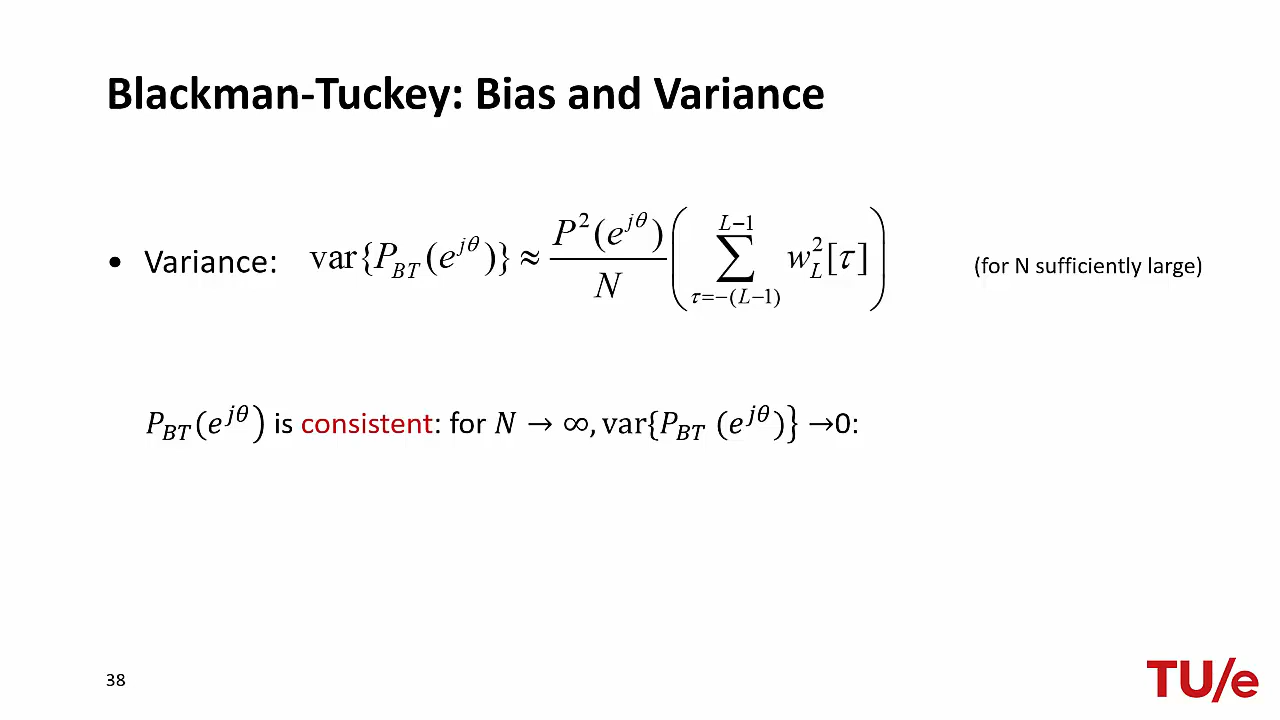 Blackman-Tuckey: Bias and Variance
• Variance: var{P_BT(e^{jθ})} ≈ P²(e^{jθ})/N ( ∑_{τ=−(L−1)}^{L−1} w_L²[τ] ) (for N sufficiently large)
P_BT(e^{jθ}) is consistent: for N → ∞, var{P_BT (e^{jθ})} →0:
38
TU/e